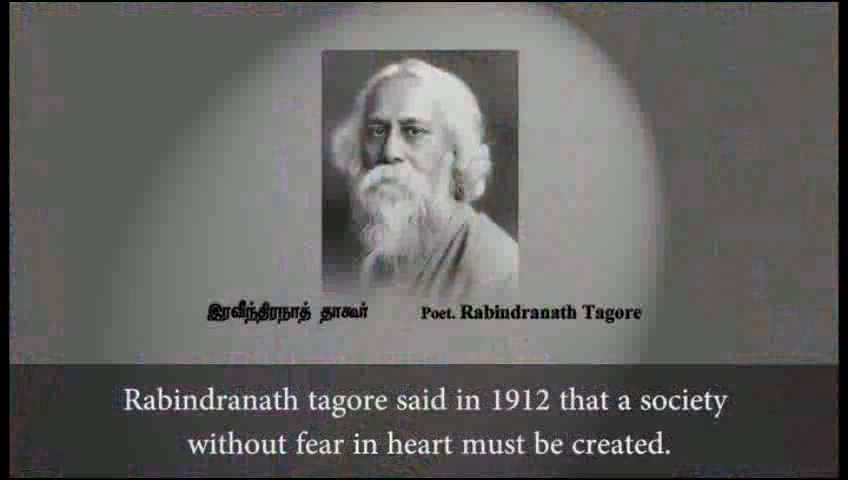 இரவீந்திரநாத் தாகூர்
Poet. Rabindranath Tagore
Rabindranath tagore said in 1912 that a society
without fear in heart must be created.